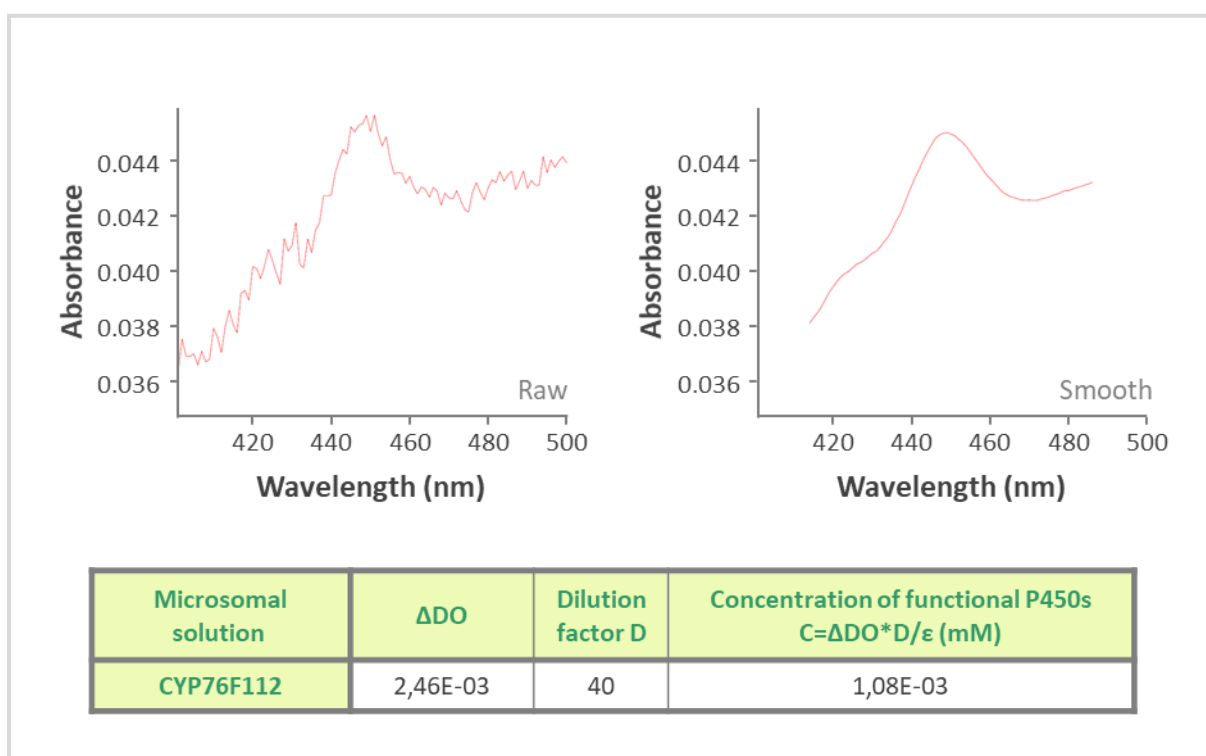 Absorbance
0.044
0.042
0.040
0.038
0.036
Raw
420 440 460 480 500
Wavelength (nm)
Absorbance
0.044
0.042
0.040
0.038
0.036
Smooth
420 440 460 480 500
Wavelength (nm)
Microsomal
solution
ΔDO
Dilution
factor D
Concentration of functional P450s
C=ΔDO*D/ε (mM)
CYP76F112 2,46E-03 40 1,08E-03